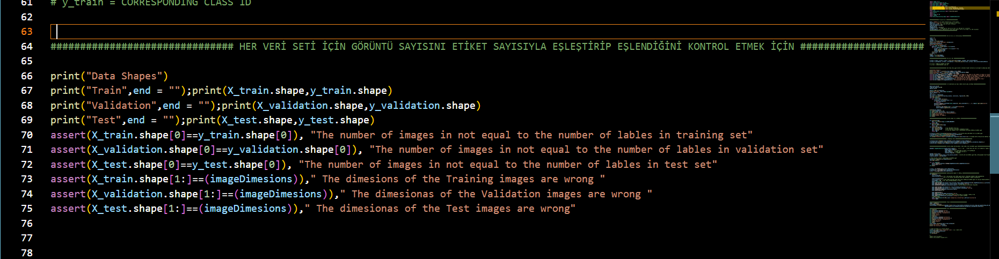 61 # y_train = CORRESPONDING CLASS ID
62
63
64 ############################### HER VERİ SETİ İÇİN GÖRÜNTÜ SAYISINI ETİKET SAYISIYLA EŞLEŞTİRİP EŞLENDİĞİNİ KONTROL ETMEK İÇİN #####################
65
66 print("Data Shapes")
67 print("Train",end = "");print(X_train.shape,y_train.shape)
68 print("Validation",end = "");print(X_validation.shape,y_validation.shape)
69 print("Test",end = "");print(X_test.shape,y_test.shape)
70 assert(X_train.shape[0]==y_train.shape[0]), "The number of images in not equal to the number of lables in training set"
71 assert(X_validation.shape[0]==y_validation.shape[0]), "The number of images in not equal to the number of lables in validation set"
72 assert(X_test.shape[0]==y_test.shape[0]), "The number of images in not equal to the number of lables in test set"
73 assert(X_train.shape[1:]==(imageDimesions))," The dimesions of the Training images are wrong "
74 assert(X_validation.shape[1:]==(imageDimesions))," The dimesionas of the Validation images are wrong "
75 assert(X_test.shape[1:]==(imageDimesions))," The dimesionas of the Test images are wrong"
76
77
78